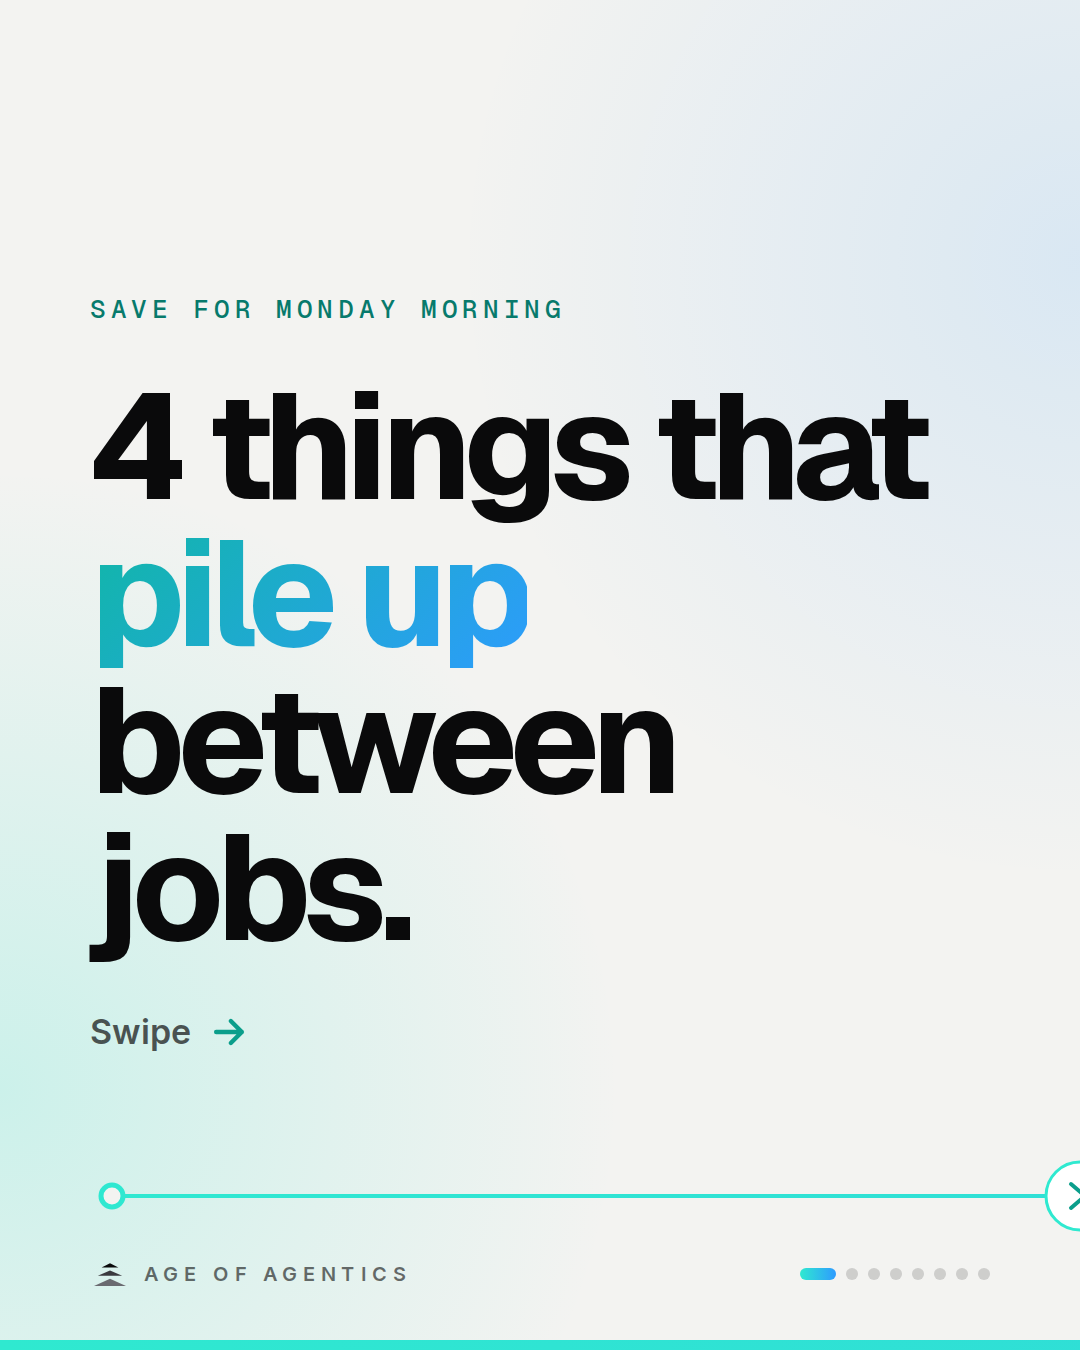 SAVE FOR MONDAY MORNING
4 things that
pile up
between
jobs.
Swipe →
AGE OF AGENTICS